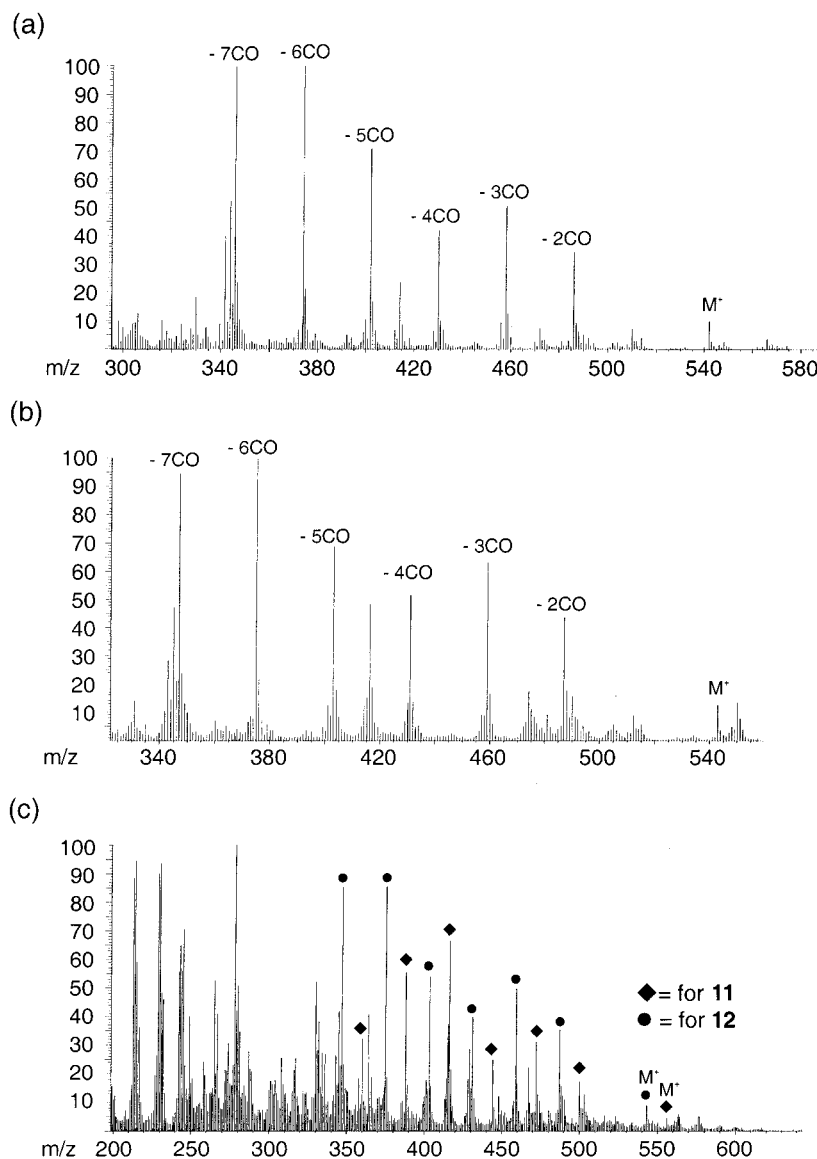 (a)
- 7CO
- 6CO
- 5CO
- 4CO
- 3CO
- 2CO
M⁺
100
90
80
70
60
50
40
30
20
10
m/z
300
340
380
420
460
500
540
580
(b)
- 7CO
- 6CO
- 5CO
- 4CO
- 3CO
- 2CO
M⁺
100
90
80
70
60
50
40
30
20
10
m/z
340
380
420
460
500
540
(c)
100
90
80
70
60
50
40
30
20
10
◆ = for 11
● = for 12
M⁺
M⁺
m/z
200
250
300
350
400
450
500
550
600